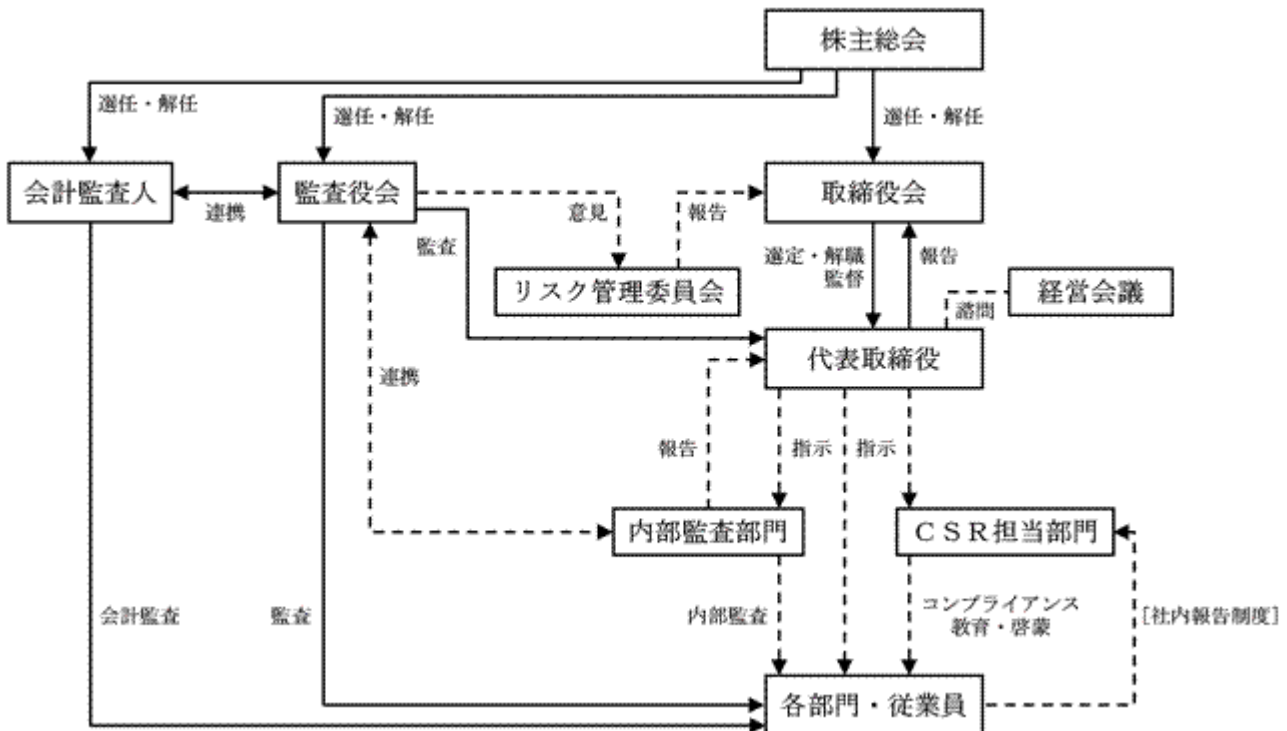 株主総会
選任・解任
選任・解任
選任・解任
会計監査人
連携
監査役会
取締役会
意見
報告
監査
選定・解職
監督
報告
リスク管理委員会
経営会議
諮問
代表取締役
連携
報告
指示
指示
内部監査部門
CSR担当部門
会計監査
監査
内部監査
コンプライアンス
教育・啓蒙
[社内報告制度]
各部門・従業員